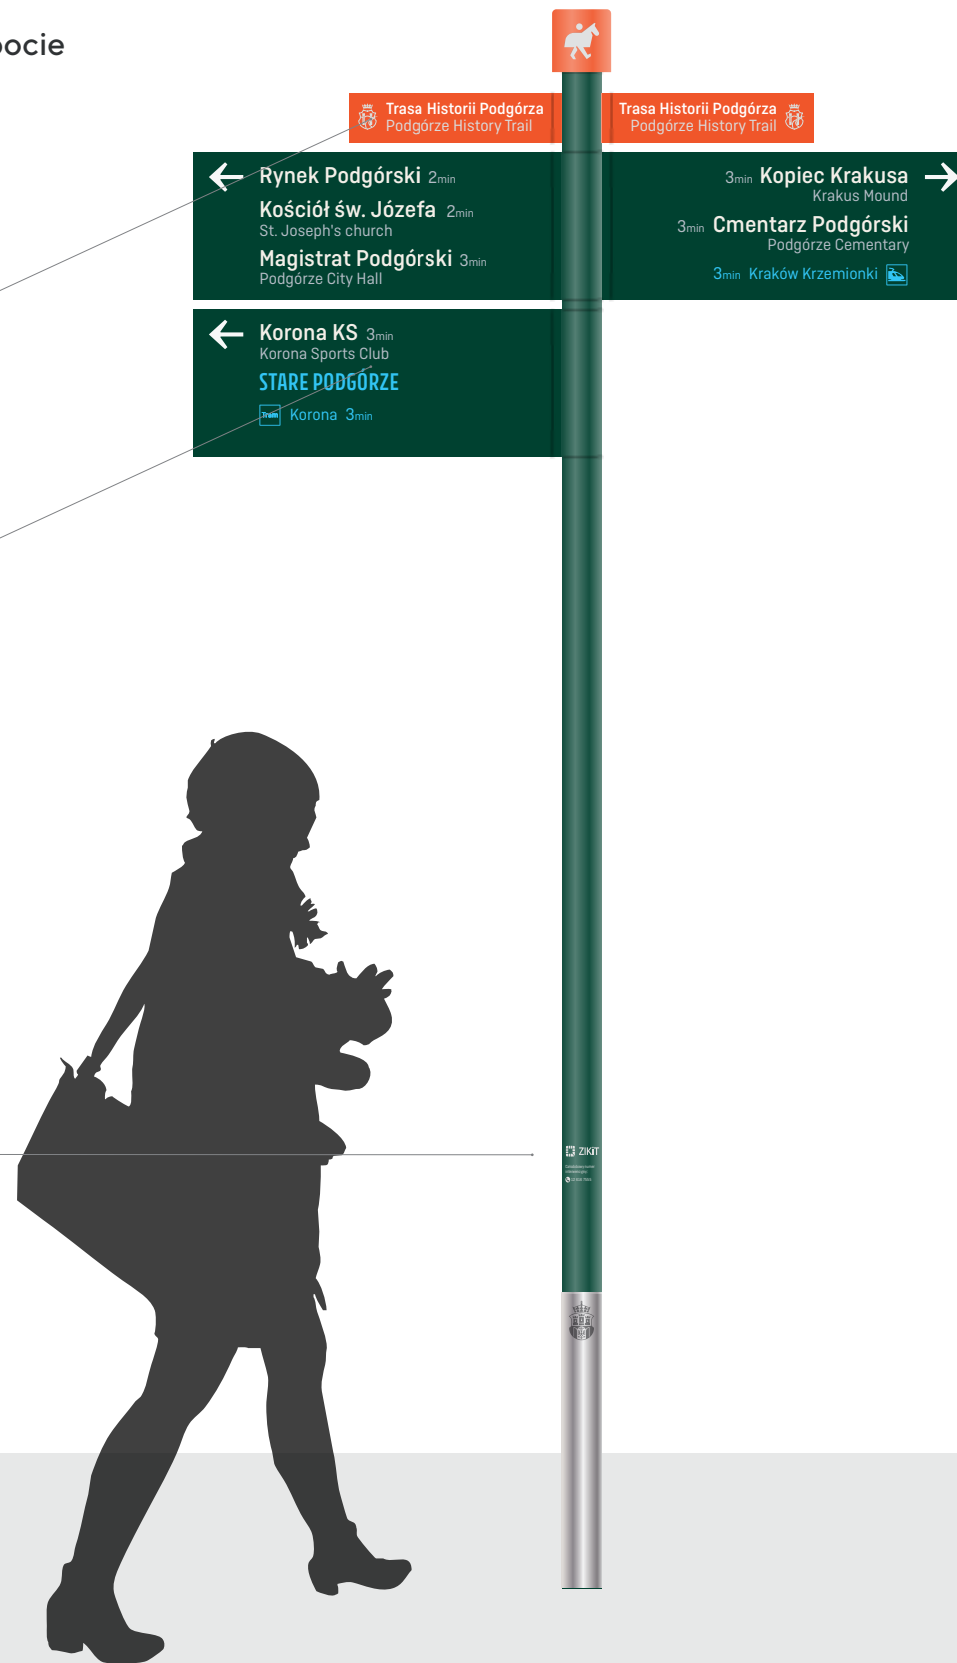 ocie
Trasa Historii Podgórza
Podgórze History Trail
Trasa Historii Podgórza
Podgórze History Trail
Rynek Podgórski 2min
Kościół św. Józefa 2min
St. Joseph's church
Magistrat Podgórski 3min
Podgórze City Hall
3min Kopiec Krakusa
Krakus Mound
3min Cmentarz Podgórski
Podgórze Cementary
3min Kraków Krzemionki
Korona KS 3min
Korona Sports Club
STARE PODGÓRZE
Tram Korona 3min
ZIKiT